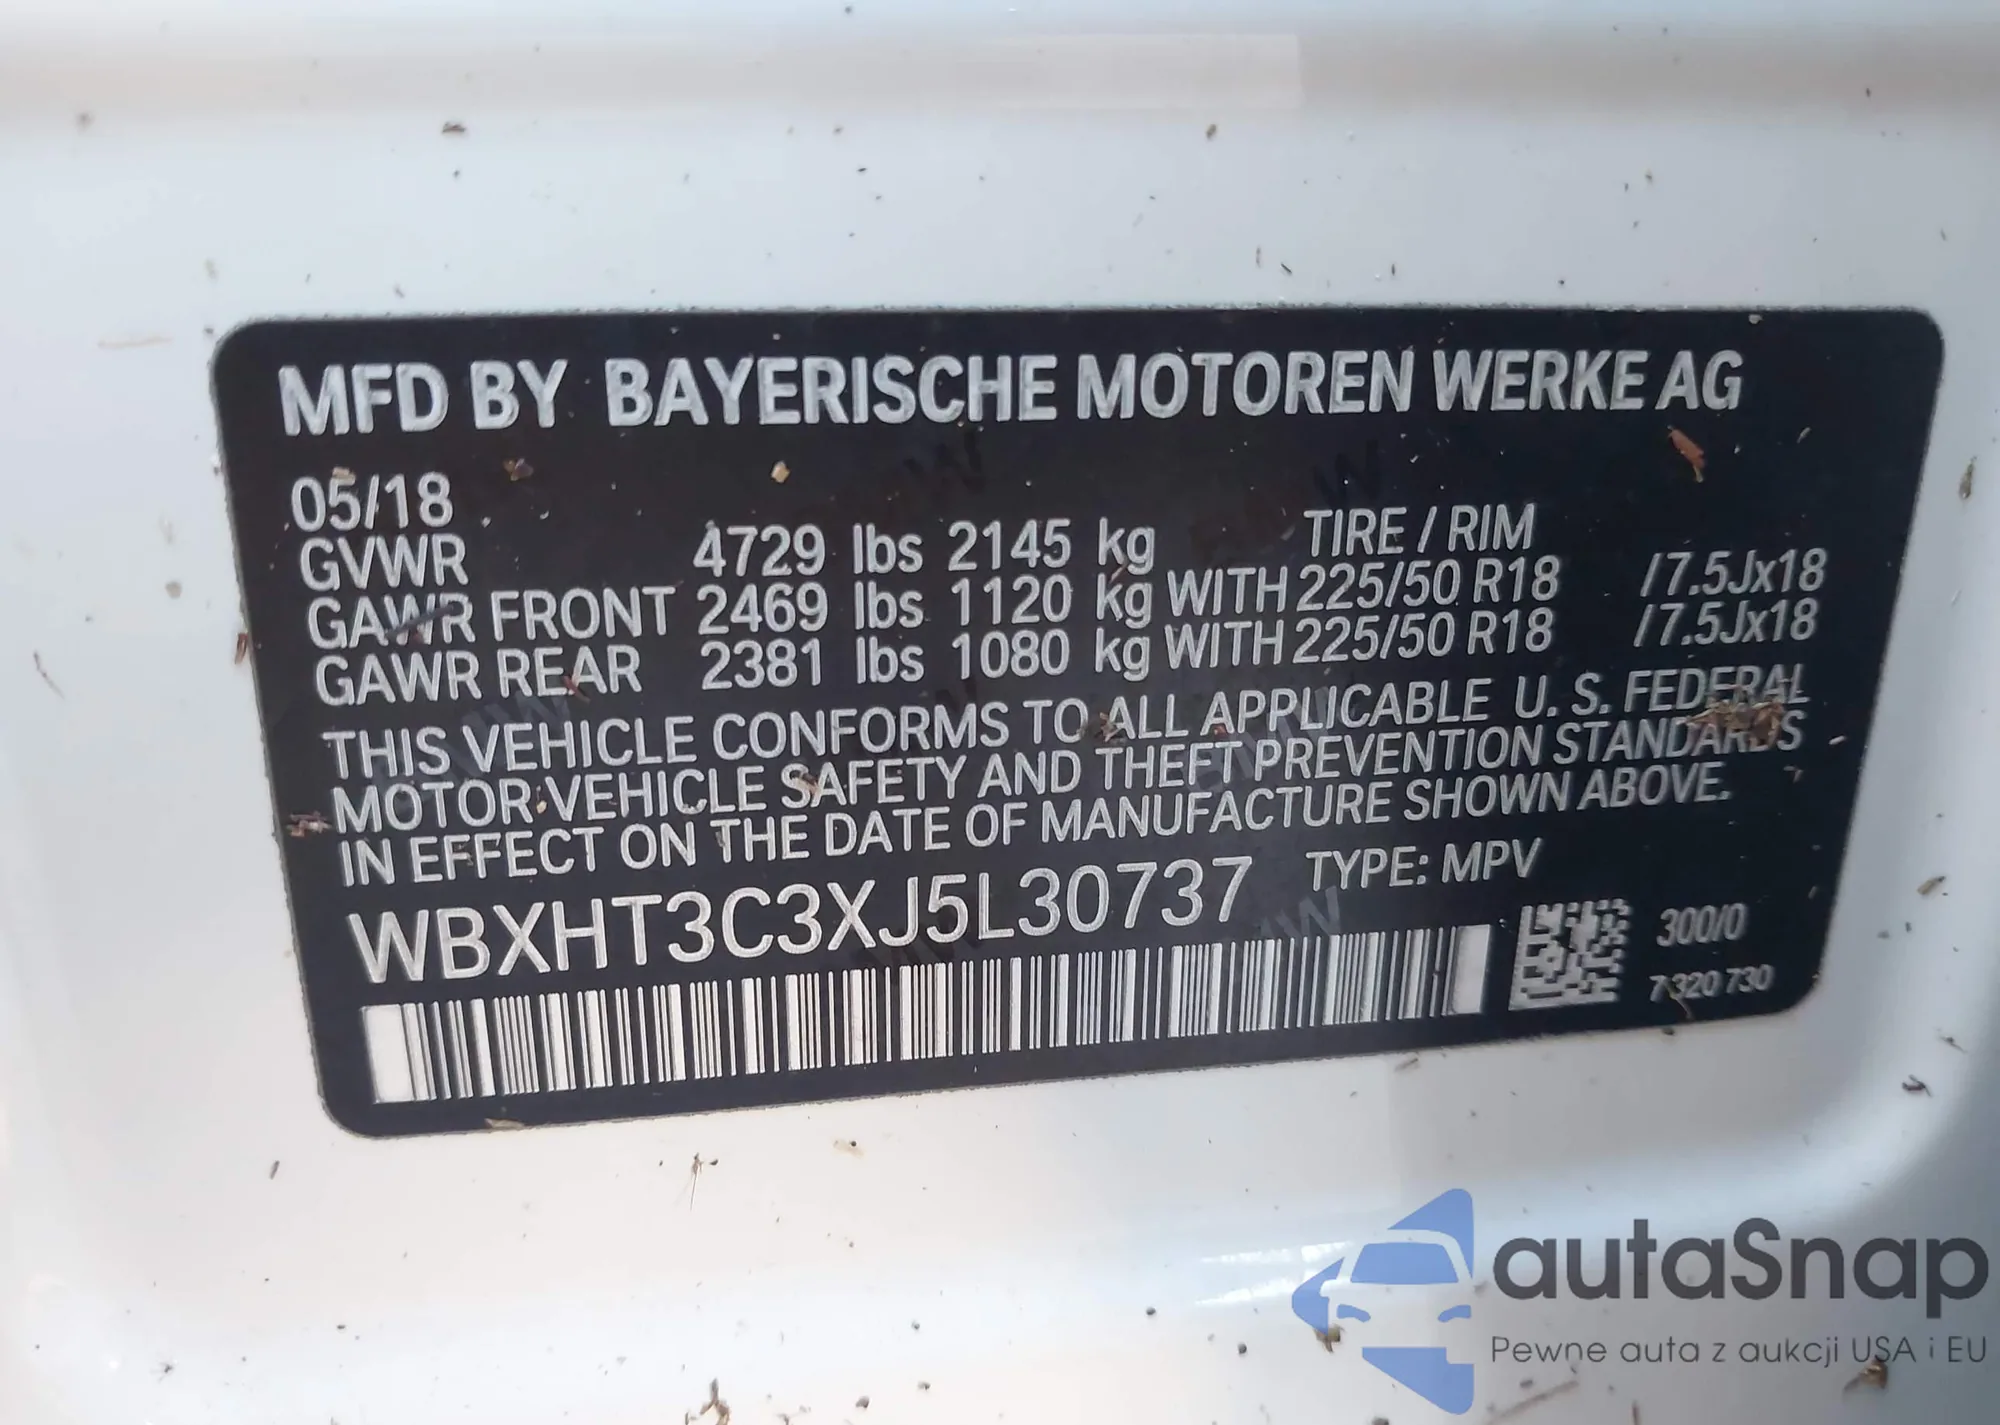 MFD BY BAYERISCHE MOTOREN WERKE AG
05/18
TIRE / RIM
GVWR 4729 lbs 2145 kg
GAWR FRONT 2469 lbs 1120 kg WITH 225/50 R18 /7.5Jx18
GAWR REAR 2381 lbs 1080 kg WITH 225/50 R18 /7.5Jx18
THIS VEHICLE CONFORMS TO ALL APPLICABLE U. S. FEDERAL
MOTOR VEHICLE SAFETY AND THEFT PREVENTION STANDARDS
IN EFFECT ON THE DATE OF MANUFACTURE SHOWN ABOVE.
WBXHT3C3XJ5L30737 TYPE: MPV
300/0
7 320 730
autaSnap
Pewne auta z aukcji USA i EU